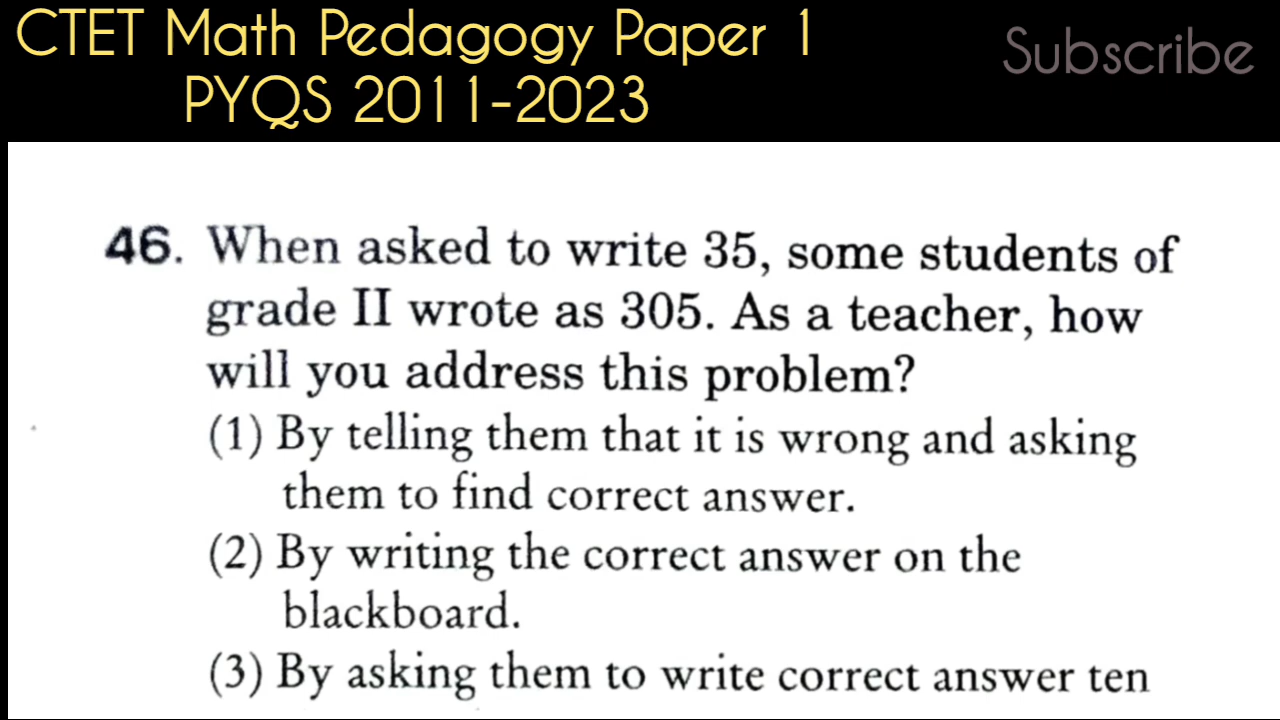 CTET Math Pedagogy Paper 1
PYQS 2011-2023
Subscribe
46. When asked to write 35, some students of
grade II wrote as 305. As a teacher, how
will you address this problem?
(1) By telling them that it is wrong and asking
them to find correct answer.
(2) By writing the correct answer on the
blackboard.
(3) By asking them to write correct answer ten